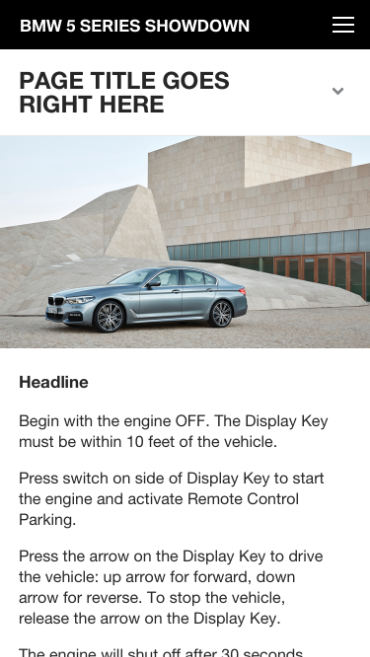 BMW 5 SERIES SHOWDOWN
PAGE TITLE GOES
RIGHT HERE
Headline
Begin with the engine OFF. The Display Key
must be within 10 feet of the vehicle.
Press switch on side of Display Key to start
the engine and activate Remote Control
Parking.
Press the arrow on the Display Key to drive
the vehicle: up arrow for forward, down
arrow for reverse. To stop the vehicle,
release the arrow on the Display Key.
The engine will shut off after 30 seconds